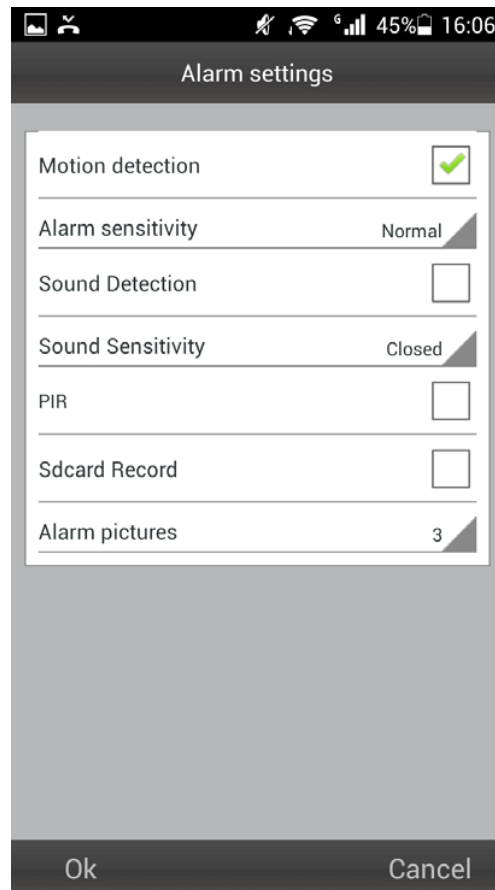 G 45% 16:06
Alarm settings
Motion detection
Alarm sensitivity Normal
Sound Detection
Sound Sensitivity Closed
PIR
Sdcard Record
Alarm pictures 3
Ok Cancel